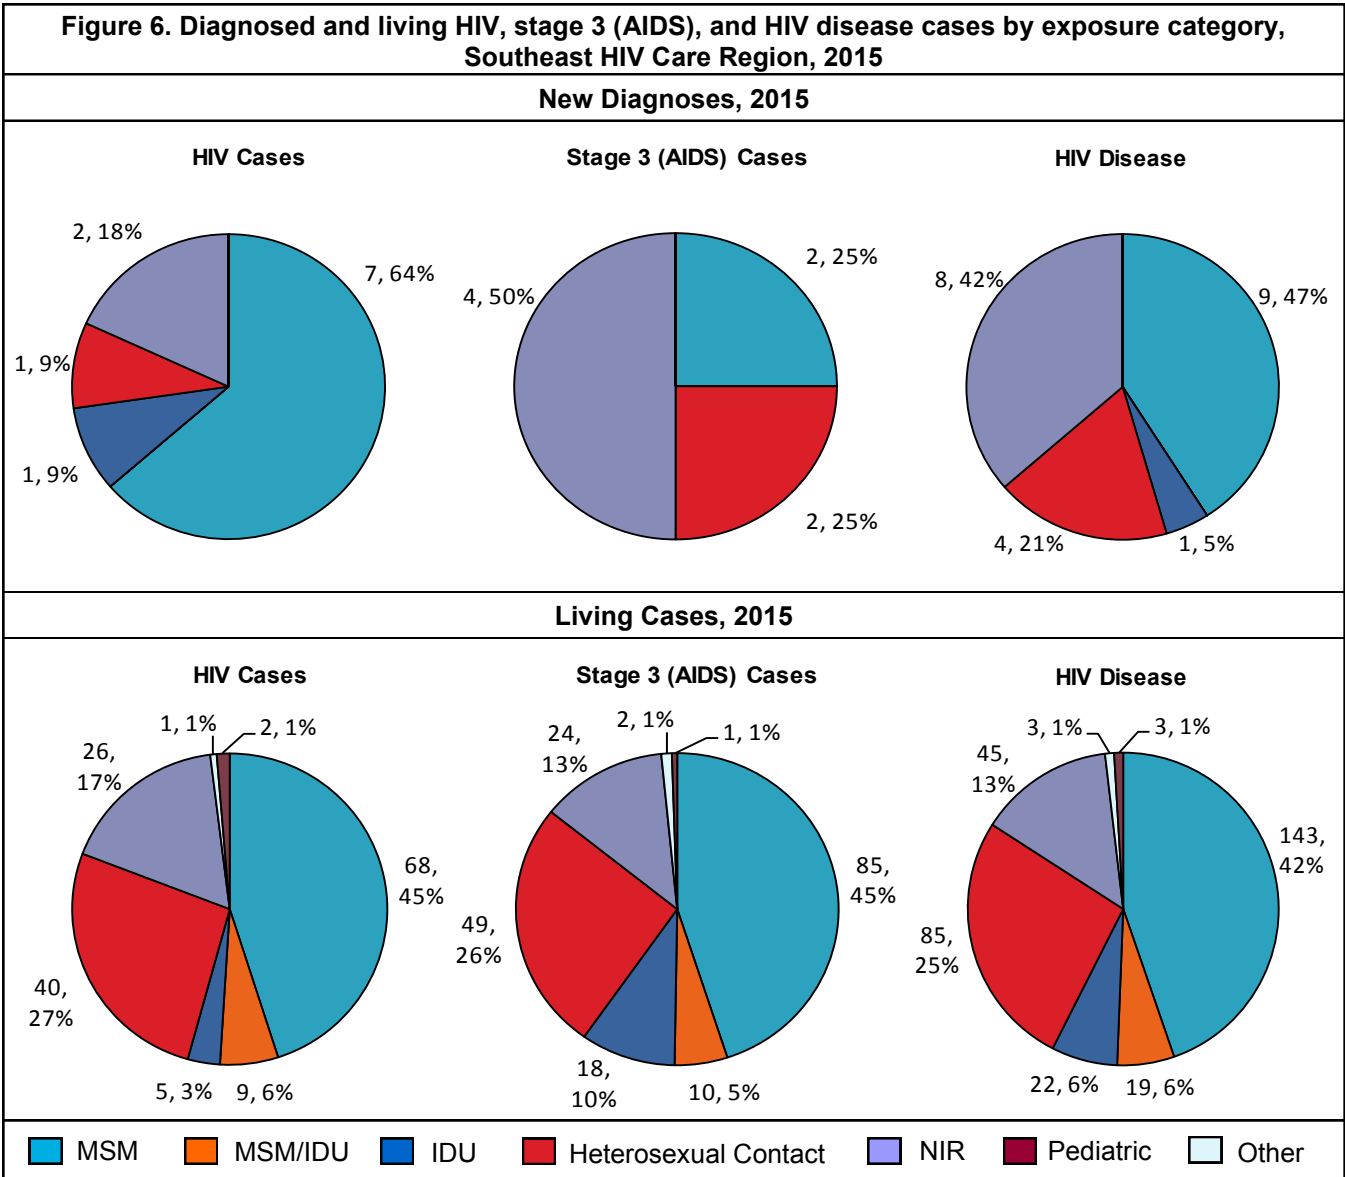 Figure 6. Diagnosed and living HIV, stage 3 (AIDS), and HIV disease cases by exposure category,
Southeast HIV Care Region, 2015
New Diagnoses, 2015
HIV Cases
2, 18%
7, 64%
1, 9%
1, 9%
Stage 3 (AIDS) Cases
4, 50%
2, 25%
2, 25%
HIV Disease
8, 42%
9, 47%
4, 21%
1, 5%
Living Cases, 2015
HIV Cases
1, 1%
2, 1%
26,
17%
68,
45%
40,
27%
5, 3%
9, 6%
Stage 3 (AIDS) Cases
2, 1%
1, 1%
24,
13%
85,
45%
49,
26%
18,
10%
10, 5%
HIV Disease
3, 1%
3, 1%
45,
13%
143,
42%
85,
25%
22, 6%
19, 6%
MSM
MSM/IDU
IDU
Heterosexual Contact
NIR
Pediatric
Other